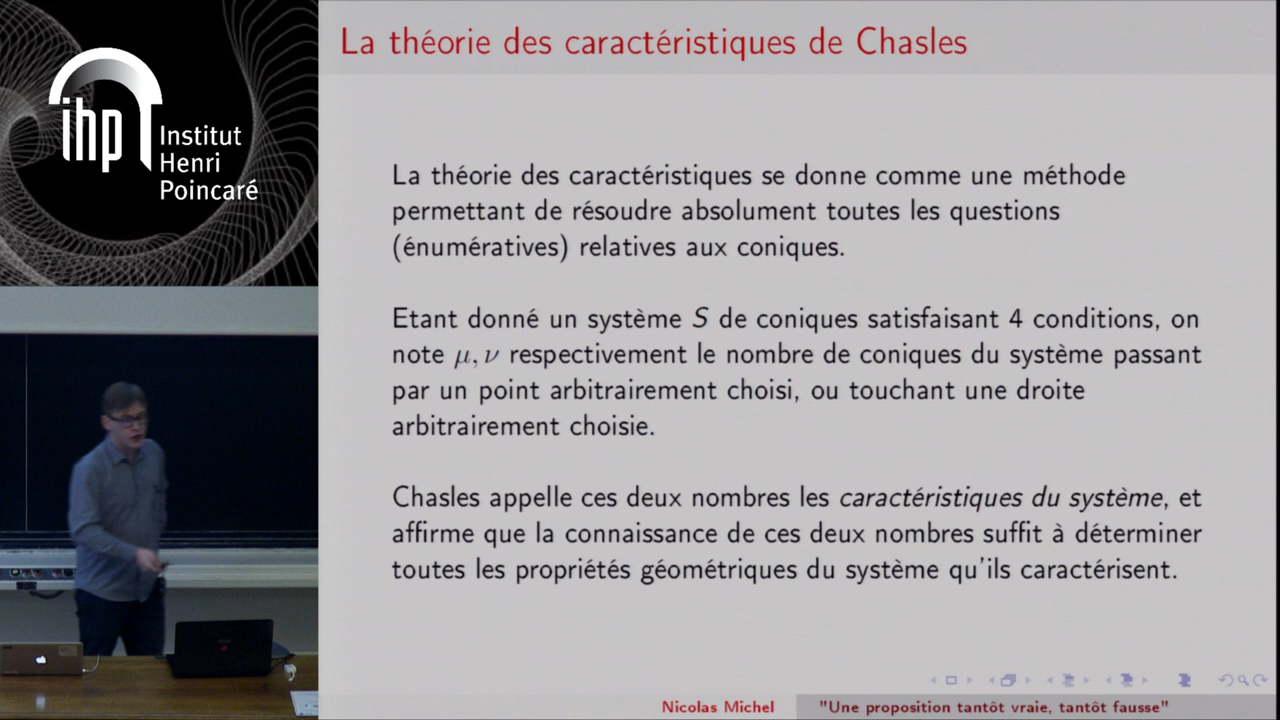 ihp Institut
Henri
Poincaré
La théorie des caractéristiques de Chasles
La théorie des caractéristiques se donne comme une méthode
permettant de résoudre absolument toutes les questions
(énumératives) relatives aux coniques.
Etant donné un système S de coniques satisfaisant 4 conditions, on
note μ, ν respectivement le nombre de coniques du système passant
par un point arbitrairement choisi, ou touchant une droite
arbitrairement choisie.
Chasles appelle ces deux nombres les caractéristiques du système, et
affirme que la connaissance de ces deux nombres suffit à déterminer
toutes les propriétés géométriques du système qu'ils caractérisent.
Nicolas Michel "Une proposition tantôt vraie, tantôt fausse"